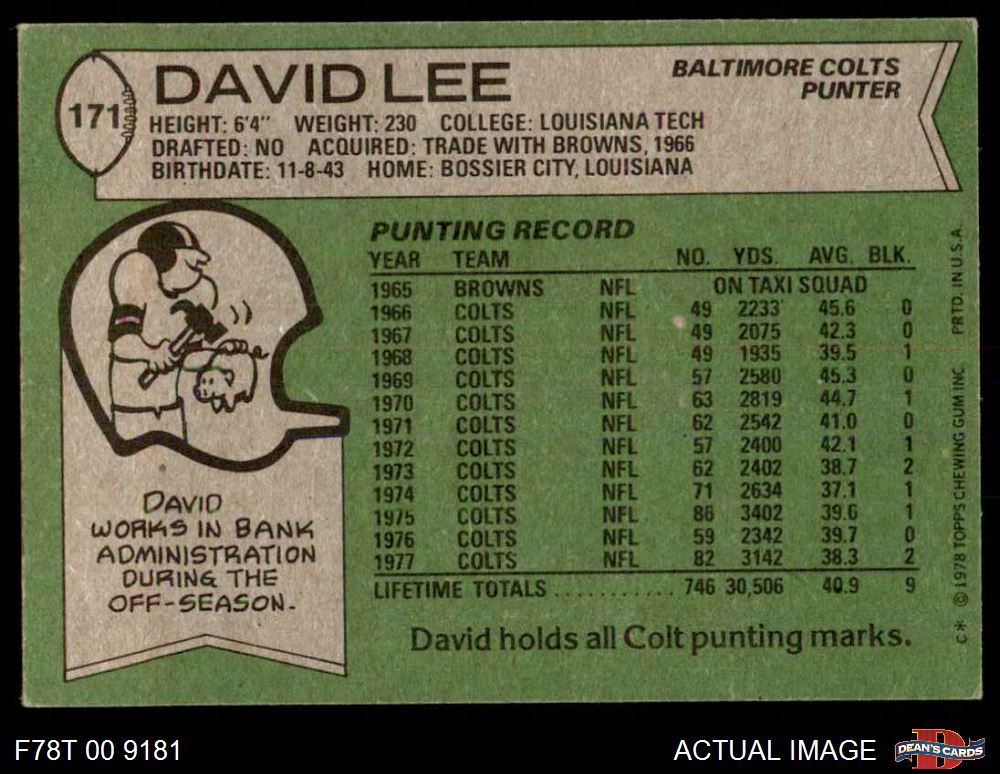 171
DAVID LEE
BALTIMORE COLTS
PUNTER
HEIGHT: 6'4" WEIGHT: 230 COLLEGE: LOUISIANA TECH
DRAFTED: NO ACQUIRED: TRADE WITH BROWNS, 1966
BIRTHDATE: 11-8-43 HOME: BOSSIER CITY, LOUISIANA
DAVID
WORKS IN BANK
ADMINISTRATION
DURING THE
OFF-SEASON.
PUNTING RECORD
YEAR TEAM NO. YDS. AVG. BLK.
1965 BROWNS NFL ON TAXI SQUAD
1966 COLTS NFL 49 2233 45.6 0
1967 COLTS NFL 49 2075 42.3 0
1968 COLTS NFL 49 1935 39.5 1
1969 COLTS NFL 57 2580 45.3 0
1970 COLTS NFL 63 2819 44.7 1
1971 COLTS NFL 62 2542 41.0 0
1972 COLTS NFL 57 2400 42.1 1
1973 COLTS NFL 62 2402 38.7 2
1974 COLTS NFL 71 2634 37.1 1
1975 COLTS NFL 86 3402 39.6 1
1976 COLTS NFL 59 2342 39.7 0
1977 COLTS NFL 82 3142 38.3 2
LIFETIME TOTALS ........... 746 30,506 40.9 9
David holds all Colt punting marks.
C* © 1978 TOPPS CHEWING GUM INC. PRTD. IN U.S.A.
F78T 00 9181
ACTUAL IMAGE
D
DEAN'S CARDS